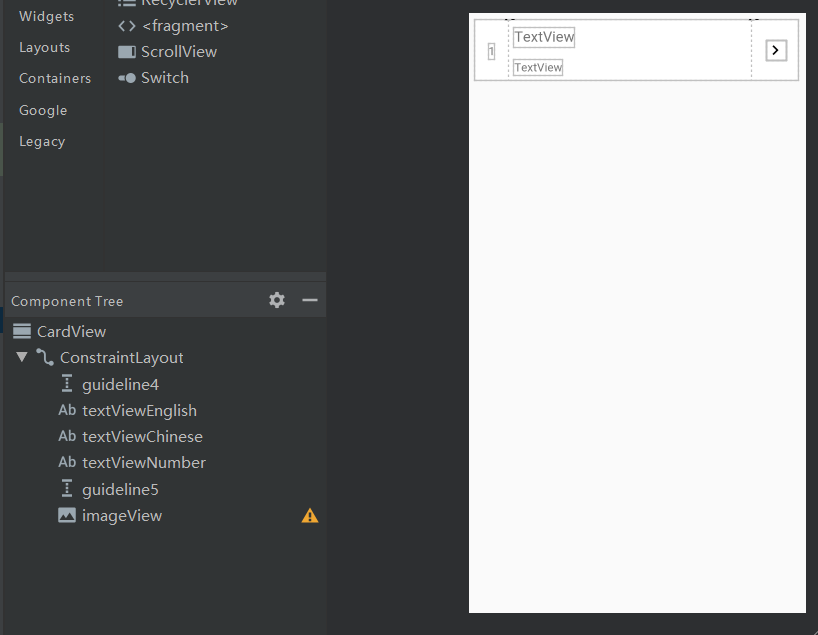 Widgets
Layouts
Containers
Google
Legacy
RecyclerView
<fragment>
ScrollView
Switch
Component Tree
CardView
ConstraintLayout
guideline4
Ab textViewEnglish
Ab textViewChinese
Ab textViewNumber
guideline5
imageView
1
TextView
TextView